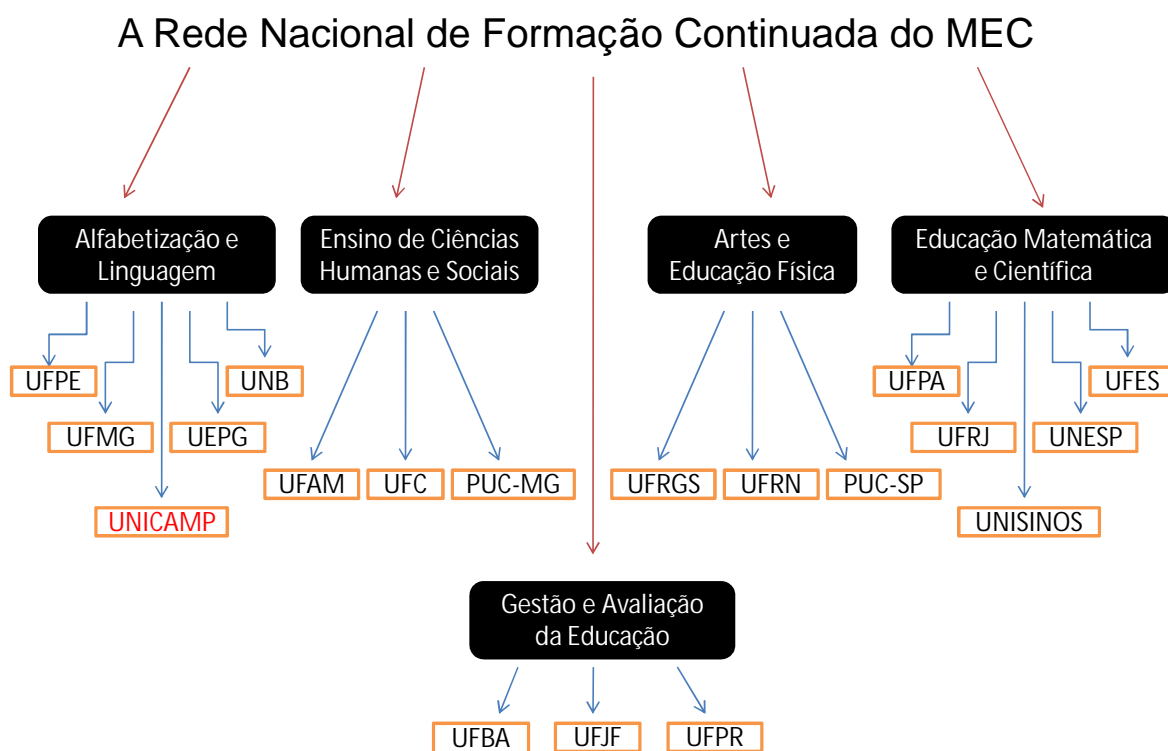 A Rede Nacional de Formação Continuada do MEC
Alfabetização e
Linguagem
Ensino de Ciências
Humanas e Sociais
Artes e
Educação Física
Educação Matemática
e Científica
UFPE
UNB
UFMG
UEPG
UNICAMP
UFAM
UFC
PUC-MG
UFRGS
UFRN
PUC-SP
UFPA
UFES
UFRJ
UNESP
UNISINOS
Gestão e Avaliação
da Educação
UFBA
UFJF
UFPR